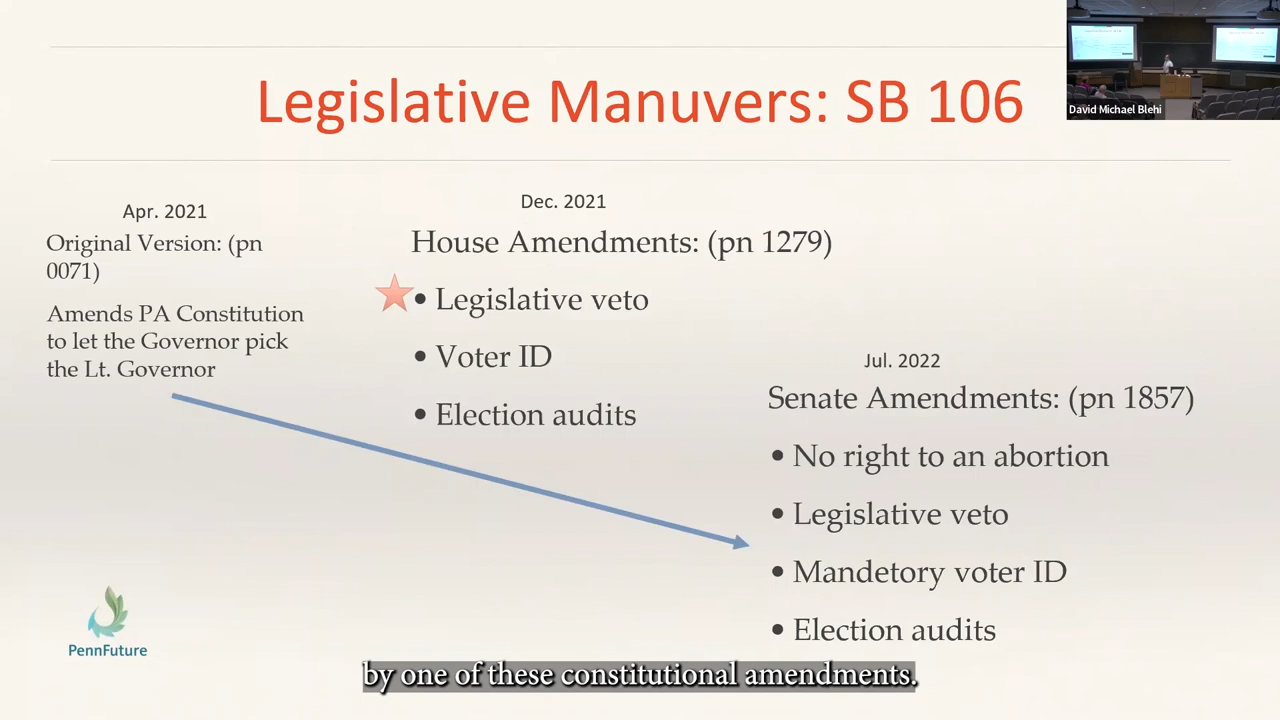 Legislative Manuvers: SB 106
David Michael Blehi
Apr. 2021
Original Version: (pn
0071)
Amends PA Constitution
to let the Governor pick
the Lt. Governor
Dec. 2021
House Amendments: (pn 1279)
• Legislative veto
• Voter ID
• Election audits
Jul. 2022
Senate Amendments: (pn 1857)
• No right to an abortion
• Legislative veto
• Mandetory voter ID
• Election audits
PennFuture
by one of these constitutional amendments.